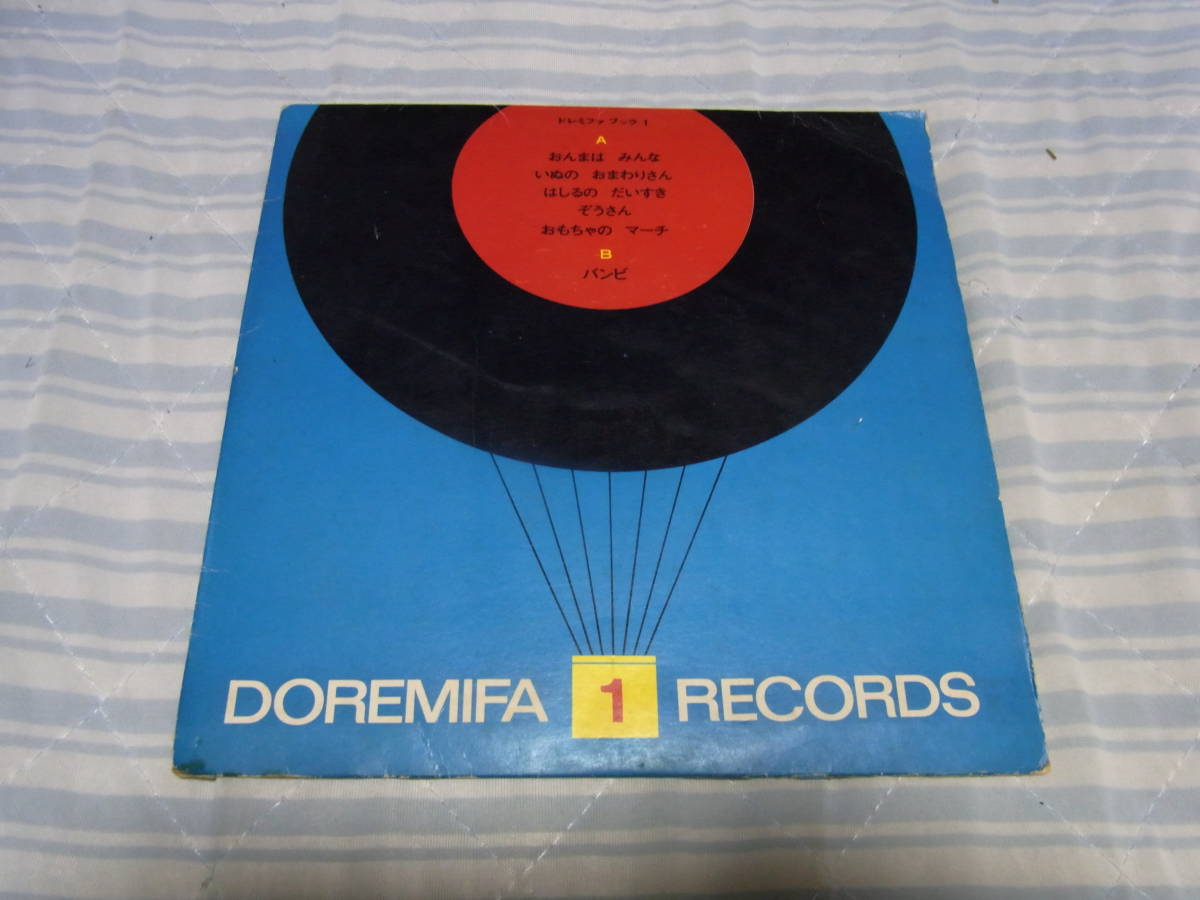 ドレミファ ブック 1
A
おんまは みんな
いぬの おまわりさん
はしるの だいすき
ぞうさん
おもちゃの マーチ
B
バンビ
DOREMIFA 1 RECORDS